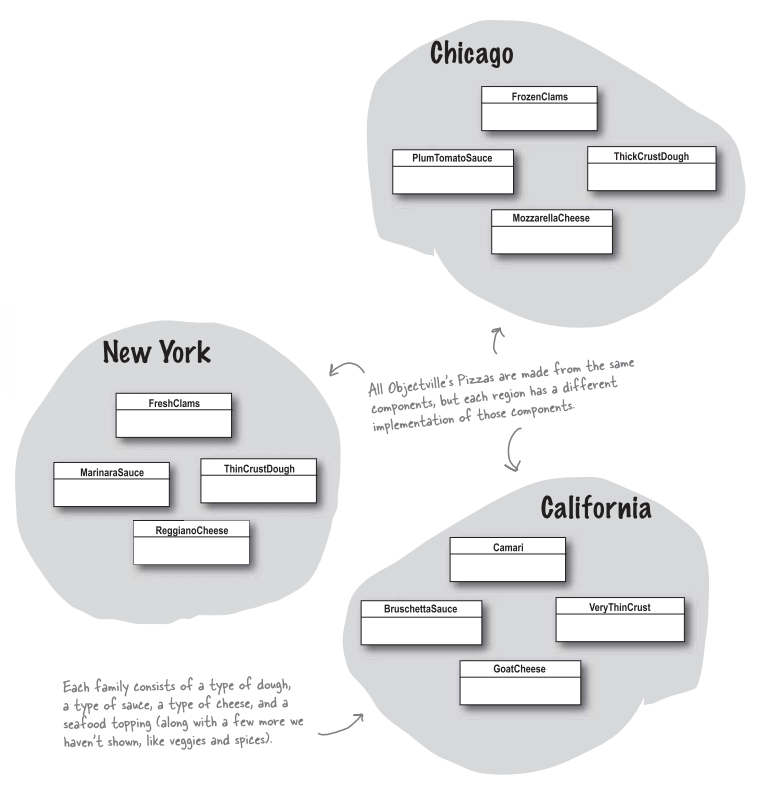 Chicago
FrozenClams
PlumTomatoSauce
ThickCrustDough
MozzarellaCheese
New York
FreshClams
MarinaraSauce
ThinCrustDough
ReggianoCheese
All Objectville's Pizzas are made from the same
components, but each region has a different
implementation of those components.
California
Camari
BruschettaSauce
VeryThinCrust
GoatCheese
Each family consists of a type of dough,
a type of sauce, a type of cheese, and a
seafood topping (along with a few more we
haven't shown, like veggies and spices).